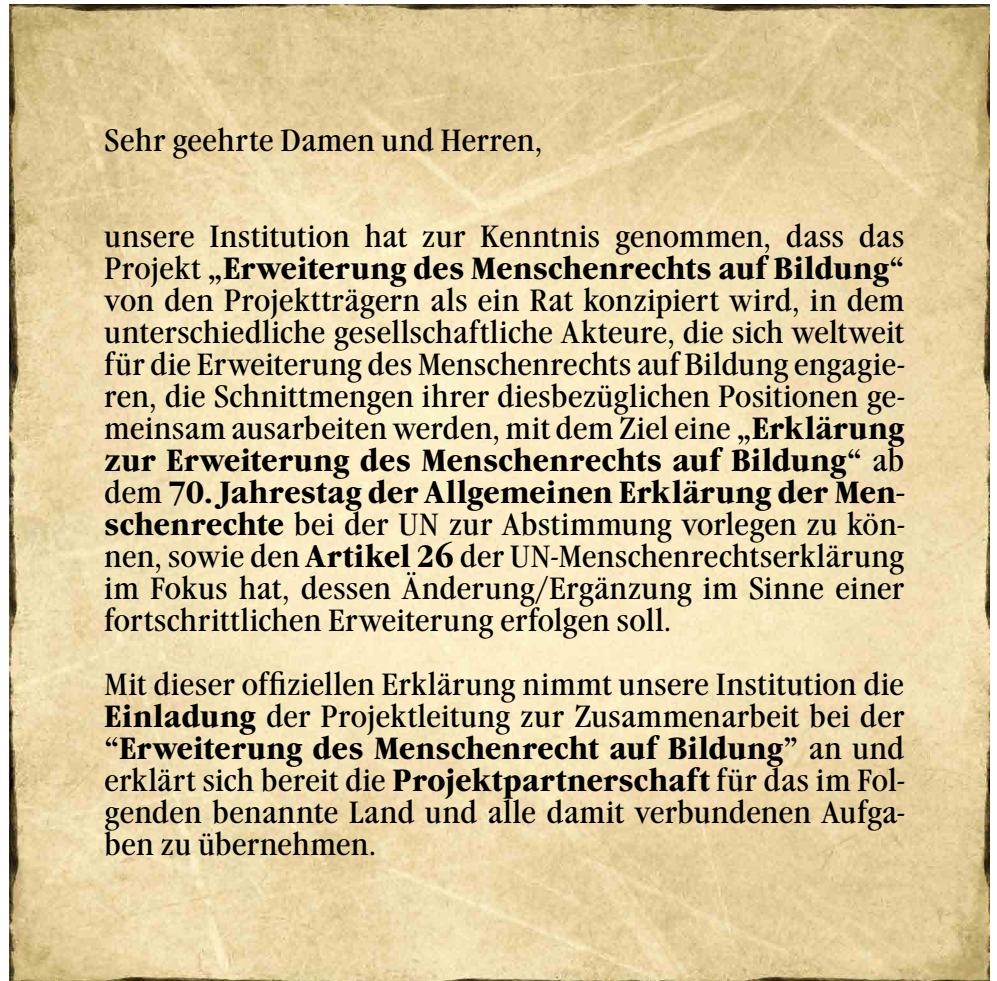 Sehr geehrte Damen und Herren,
unsere Institution hat zur Kenntnis genommen, dass das
Projekt „Erweiterung des Menschenrechts auf Bildung“
von den Projektträgern als ein Rat konzipiert wird, in dem
unterschiedliche gesellschaftliche Akteure, die sich weltweit
für die Erweiterung des Menschenrechts auf Bildung engagie-
ren, die Schnittmengen ihrer diesbezüglichen Positionen ge-
meinsam ausarbeiten werden, mit dem Ziel eine „Erklärung
zur Erweiterung des Menschenrechts auf Bildung“ ab
dem 70. Jahrestag der Allgemeinen Erklärung der Men-
schenrechte bei der UN zur Abstimmung vorlegen zu kön-
nen, sowie den Artikel 26 der UN-Menschenrechtserklärung
im Fokus hat, dessen Änderung/Ergänzung im Sinne einer
fortschrittlichen Erweiterung erfolgen soll.
Mit dieser offiziellen Erklärung nimmt unsere Institution die
Einladung der Projektleitung zur Zusammenarbeit bei der
“Erweiterung des Menschenrecht auf Bildung” an und
erklärt sich bereit die Projektpartnerschaft für das im Fol-
genden benannte Land und alle damit verbundenen Aufga-
ben zu übernehmen.